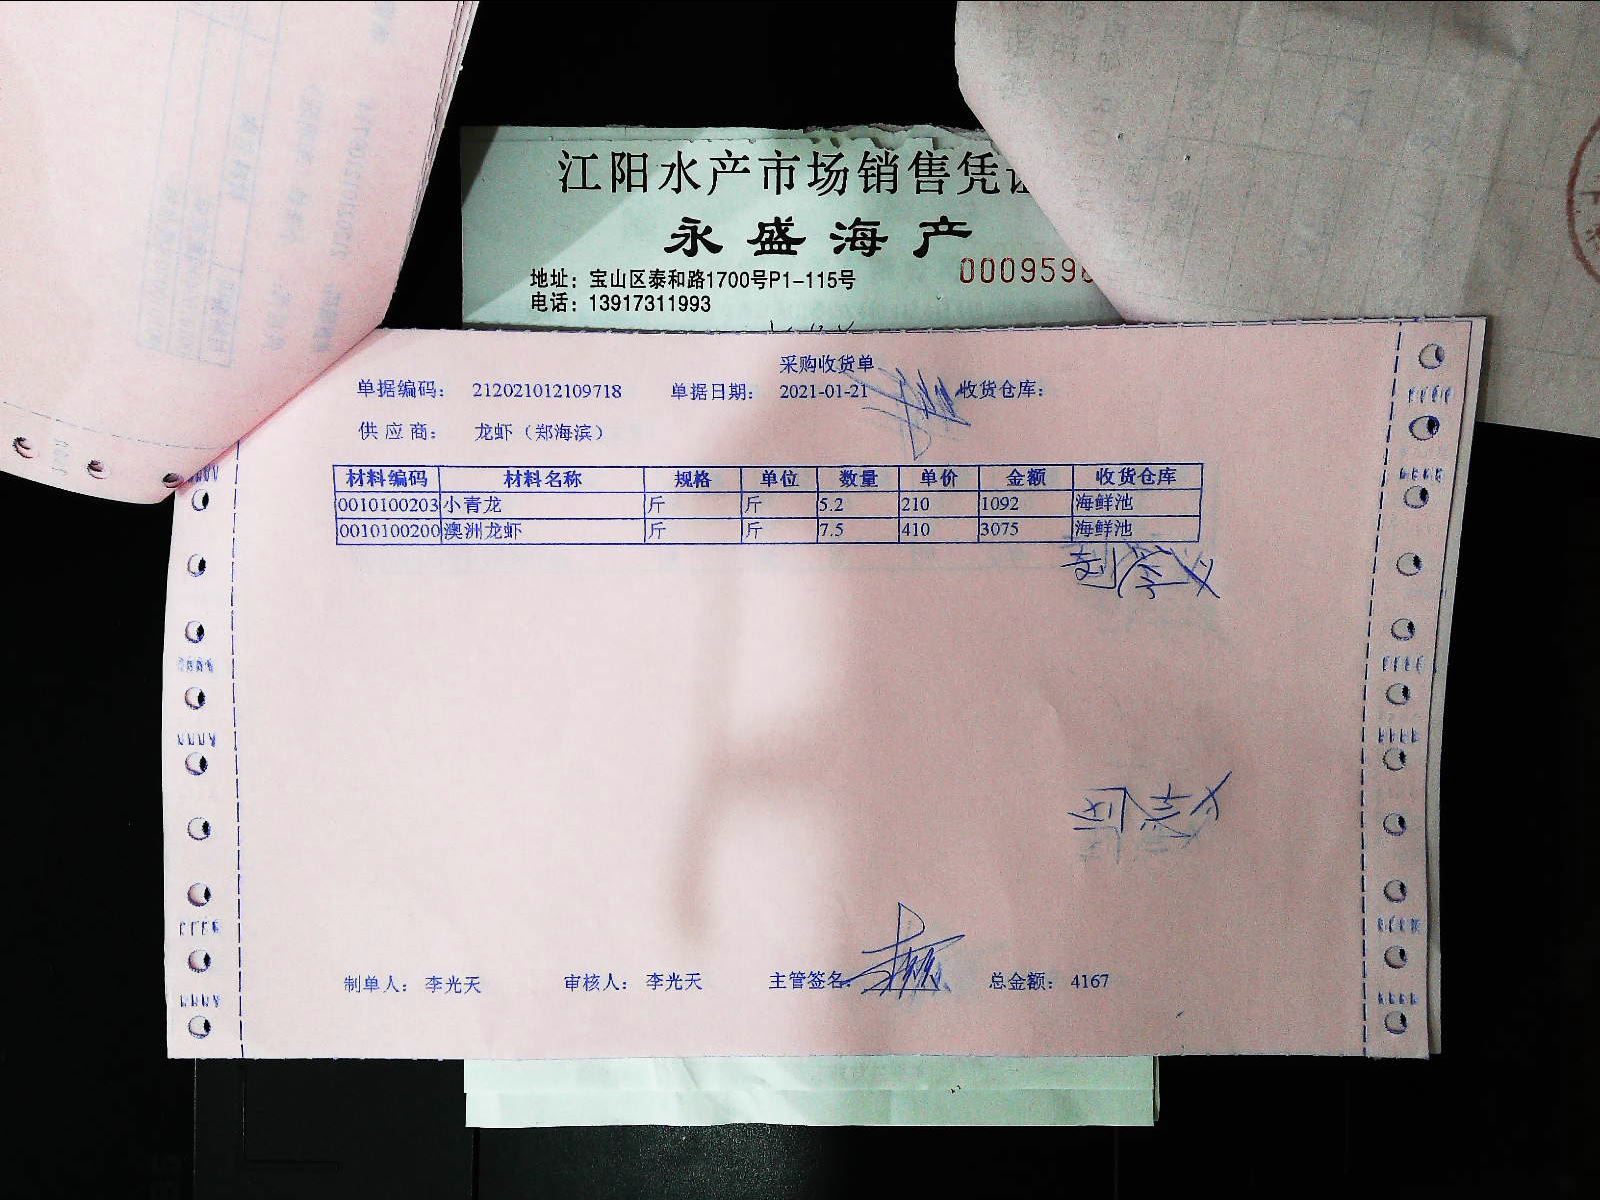 江阳水产市场销售凭
永盛海产
地址：宝山区泰和路1700号P1-115号
000959
电话：13917311993
采购收货单
单据编码： 212021012109718 单据日期： 2021-01-21 收货仓库：
供应商： 龙虾（郑海滨）
材料编码 材料名称 规格 单位 数量 单价 金额 收货仓库
0010100203 小青龙 斤 斤 5.2 210 1092 海鲜池
0010100200 澳洲龙虾 斤 斤 7.5 410 3075 海鲜池
制单人： 李光天 审核人： 李光天 主管签名： 总金额： 4167